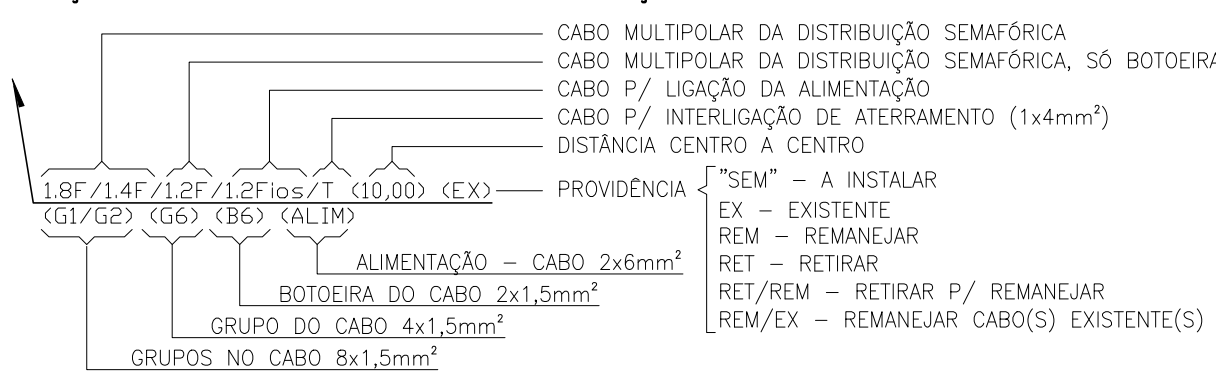 CABO MULTIPOLAR DA DISTRIBUIÇÃO SEMAFÓRICA
CABO MULTIPOLAR DA DISTRIBUIÇÃO SEMAFÓRICA, SÓ BOTOEIRA
CABO P/ LIGAÇÃO DA ALIMENTAÇÃO
CABO P/ INTERLIGAÇÃO DE ATERRAMENTO (1x4mm²)
DISTÂNCIA CENTRO A CENTRO
1.8F/1.4F/1.2F/1.2Fios/T (10,00) (EX)
PROVIDÊNCIA
"SEM" – A INSTALAR
EX – EXISTENTE
REM – REMANEJAR
RET – RETIRAR
RET/REM – RETIRAR P/ REMANEJAR
REM/EX – REMANEJAR CABO(S) EXISTENTE(S)
(G1/G2) (G6) (B6) (ALIM)
ALIMENTAÇÃO – CABO 2x6mm²
BOTOEIRA DO CABO 2x1,5mm²
GRUPO DO CABO 4x1,5mm²
GRUPOS NO CABO 8x1,5mm²